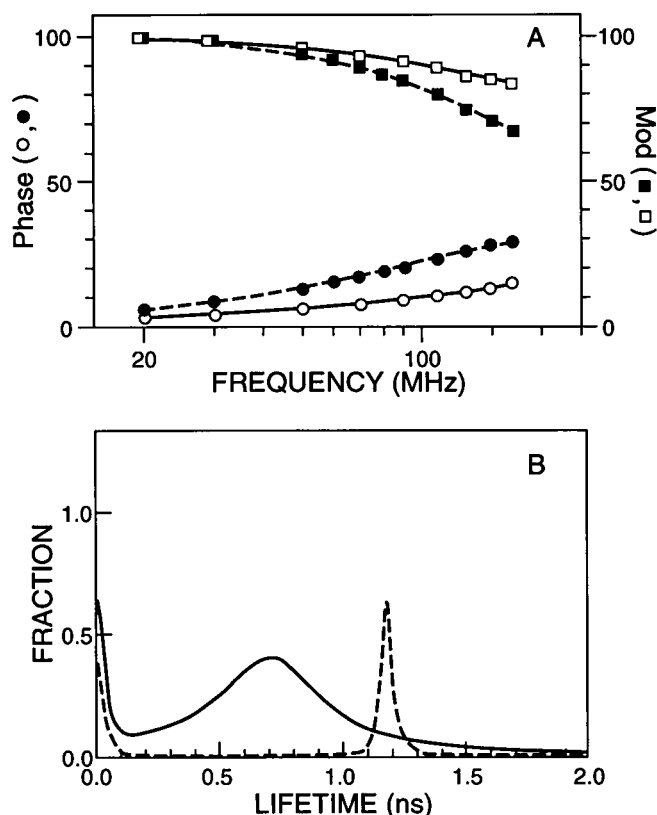 A
100
50
0
Phase (○,●)
100
50
0
Mod (■,□)
20
100
FREQUENCY (MHz)
B
1.0
0.5
0.0
FRACTION
0.0
0.5
1.0
1.5
2.0
LIFETIME (ns)